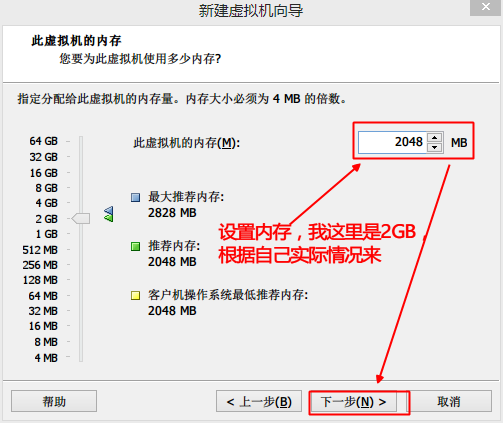 新建虚拟机向导
此虚拟机的内存
您要为此虚拟机使用多少内存?
指定分配给此虚拟机的内存量。内存大小必须为 4 MB 的倍数。
64 GB
32 GB
16 GB
8 GB
4 GB
2 GB
1 GB
512 MB
256 MB
128 MB
64 MB
32 MB
16 MB
8 MB
4 MB
此虚拟机的内存(M):
2048 MB
最大推荐内存:
2828 MB
推荐内存:
2048 MB
客户机操作系统最低推荐内存:
2048 MB
设置内存，我这里是2GB，
根据自己实际情况来
帮助
< 上一步(B)
下一步(N) >
取消